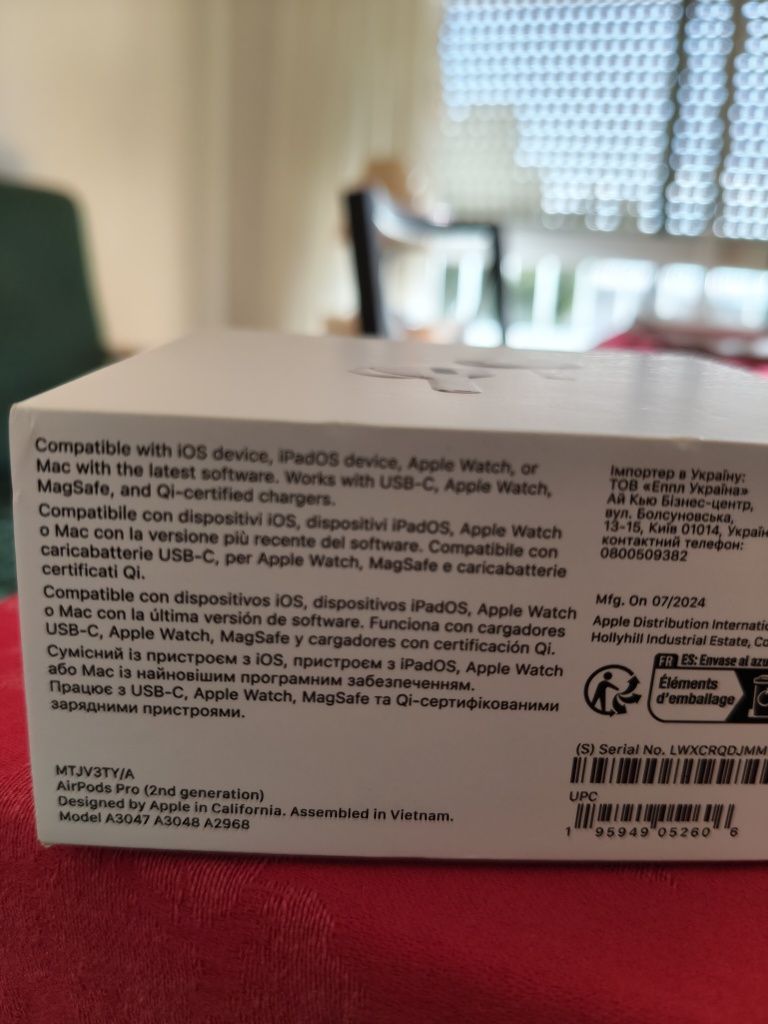 Compatible with iOS device, iPadOS device, Apple Watch, or
Mac with the latest software. Works with USB-C, Apple Watch,
MagSafe, and Qi-certified chargers.
Compatibile con dispositivi iOS, dispositivi iPadOS, Apple Watch
o Mac con la versione più recente del software. Compatibile con
caricabatterie USB-C, per Apple Watch, MagSafe e caricabatterie
certificati Qi.
Compatible con dispositivos iOS, dispositivos iPadOS, Apple Watch
o Mac con la última versión de software. Funciona con cargadores
USB-C, Apple Watch, MagSafe y cargadores con certificación Qi.
Сумісний із пристроєм з iOS, пристроєм з iPadOS, Apple Watch
або Mac із найновішим програмним забезпеченням.
Працює з USB-C, Apple Watch, MagSafe та Qi-сертифікованими
зарядними пристроями.
MTJV3TY/A
AirPods Pro (2nd generation)
Designed by Apple in California. Assembled in Vietnam.
Model A3047 A3048 A2968
Імпортер в Україну:
ТОВ «Еппл Україна»
Ай Кью Бізнес-центр,
вул. Болсуновська,
13-15, Київ 01014, Україн
контактний телефон:
0800509382
Mfg. On 07/2024
Apple Distribution Internatio
Hollyhill Industrial Estate, Co
FR ES: Envase al azu
Éléments
d'emballage
(S) Serial No. LWXCRQDJMM
UPC
1 95949 05260 6